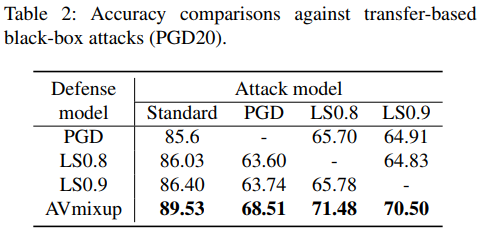 Table 2: Accuracy comparisons against transfer-based
black-box attacks (PGD20).
Defense Attack model
model Standard PGD LS0.8 LS0.9
PGD 85.6 - 65.70 64.91
LS0.8 86.03 63.60 - 64.83
LS0.9 86.40 63.74 65.78 -
AVmixup 89.53 68.51 71.48 70.50